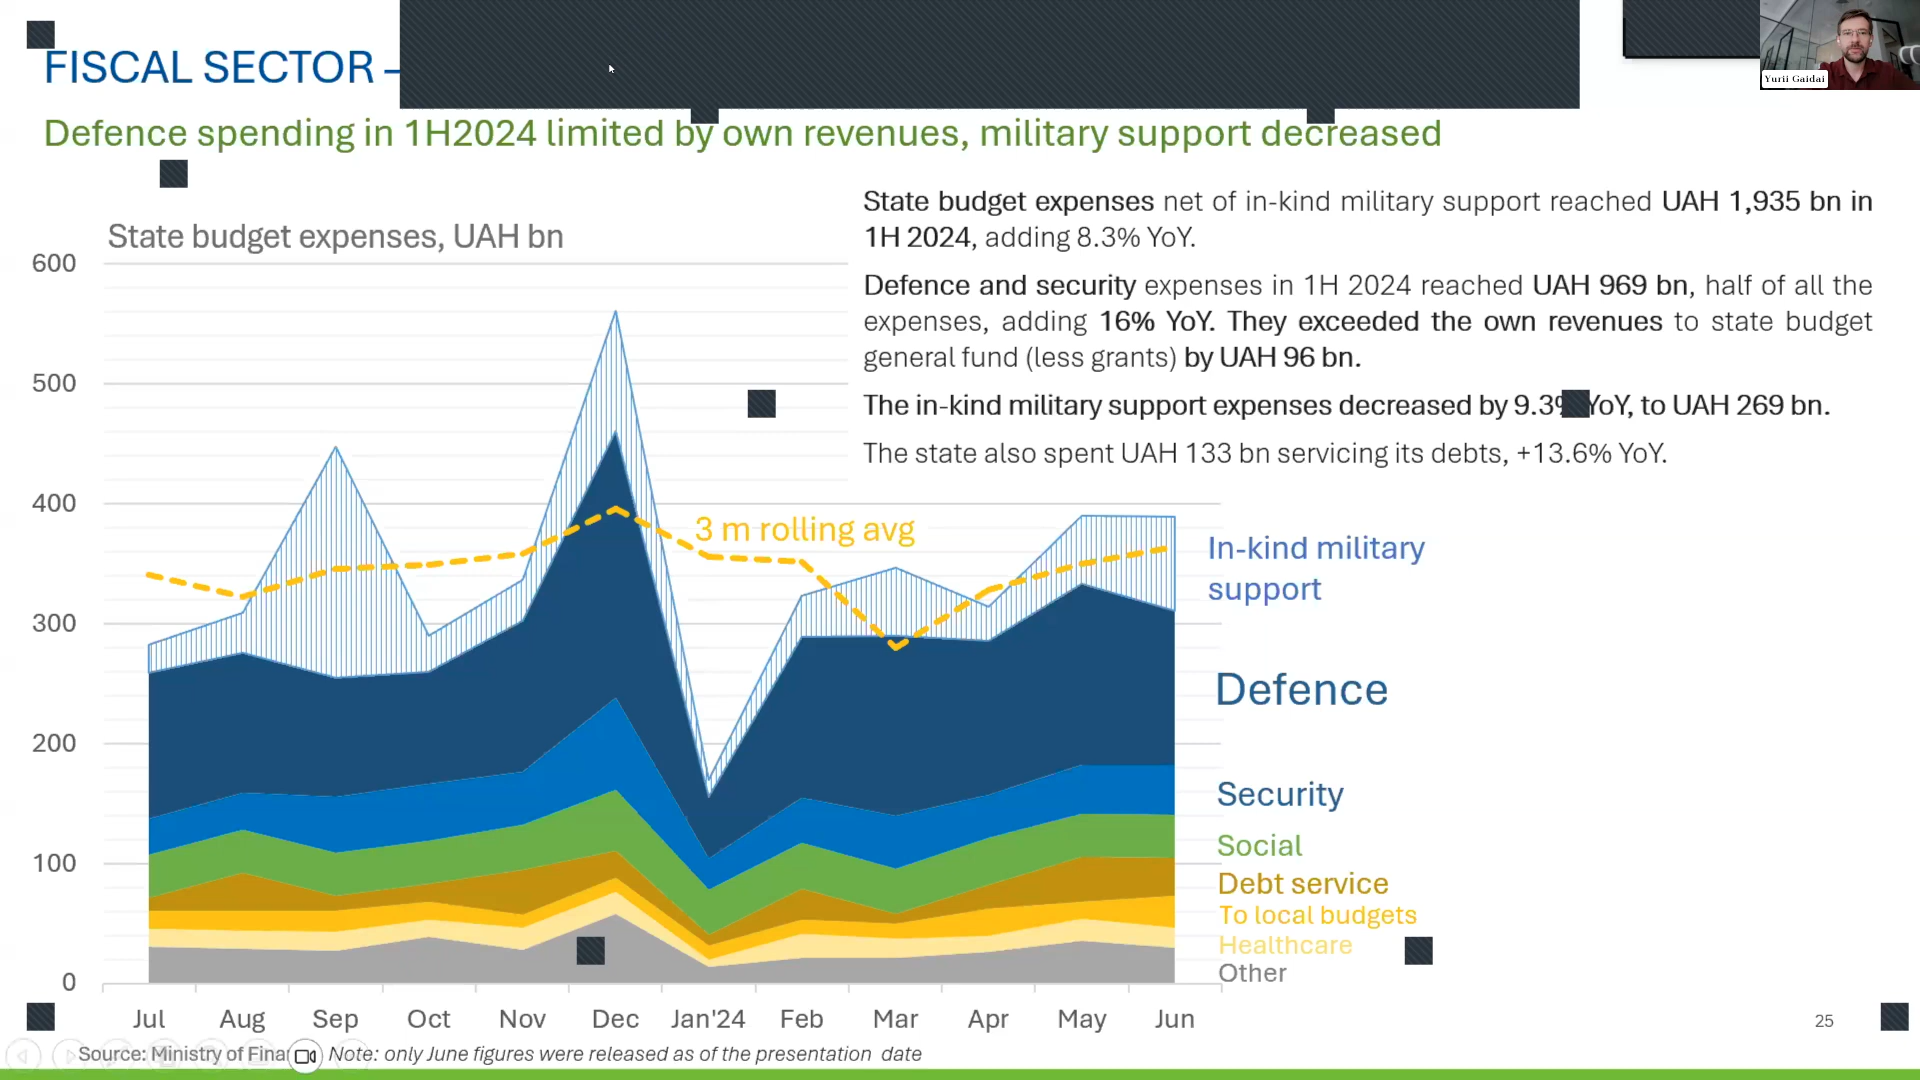 FISCAL SECTOR –
Yurii Gaidai
Defence spending in 1H2024 limited by own revenues, military support decreased
State budget expenses, UAH bn
State budget expenses net of in-kind military support reached UAH 1,935 bn in
1H 2024, adding 8.3% YoY.
Defence and security expenses in 1H 2024 reached UAH 969 bn, half of all the
expenses, adding 16% YoY. They exceeded the own revenues to state budget
general fund (less grants) by UAH 96 bn.
The in-kind military support expenses decreased by 9.3% YoY, to UAH 269 bn.
The state also spent UAH 133 bn servicing its debts, +13.6% YoY.
600
500
400
300
200
100
0
3 m rolling avg
In-kind military
support
Defence
Security
Social
Debt service
To local budgets
Healthcare
Other
Jul Aug Sep Oct Nov Dec Jan'24 Feb Mar Apr May Jun
25
Source: Ministry of Note: only June figures were released as of the presentation date